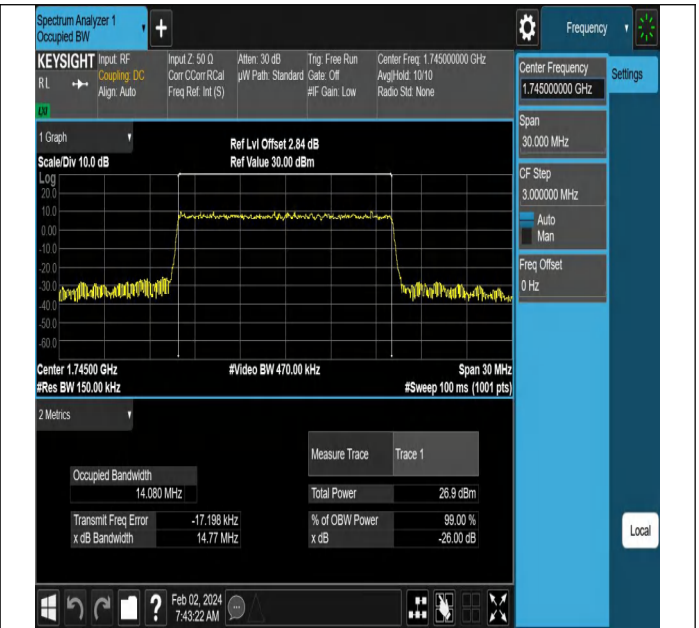 Spectrum Analyzer 1
Occupied BW
+
Frequency
KEYSIGHT
RL
LXI
Input: RF
Coupling: DC
Align: Auto
Input Z: 50 Ω
Corr CCorr RCal
Freq Ref: Int (S)
Atten: 30 dB
µW Path: Standard
Trig: Free Run
Gate: Off
#IF Gain: Low
Center Freq: 1.745000000 GHz
Avg|Hold: 10/10
Radio Std: None
Center Frequency
1.745000000 GHz
Settings
Span
30.000 MHz
CF Step
3.000000 MHz
Auto
Man
Freq Offset
0 Hz
1 Graph
Scale/Div 10.0 dB
Ref Lvl Offset 2.84 dB
Ref Value 30.00 dBm
Log
20.0
10.0
0.00
-10.0
-20.0
-30.0
-40.0
-50.0
-60.0
Center 1.74500 GHz
#Video BW 470.00 kHz
Span 30 MHz
#Res BW 150.00 kHz
#Sweep 100 ms (1001 pts)
2 Metrics
Measure Trace Trace 1
Occupied Bandwidth
14.080 MHz
Total Power 26.9 dBm
Transmit Freq Error -17.198 kHz
% of OBW Power 99.00 %
x dB Bandwidth 14.77 MHz
x dB -26.00 dB
Local
?
Feb 02, 2024
7:43:22 AM